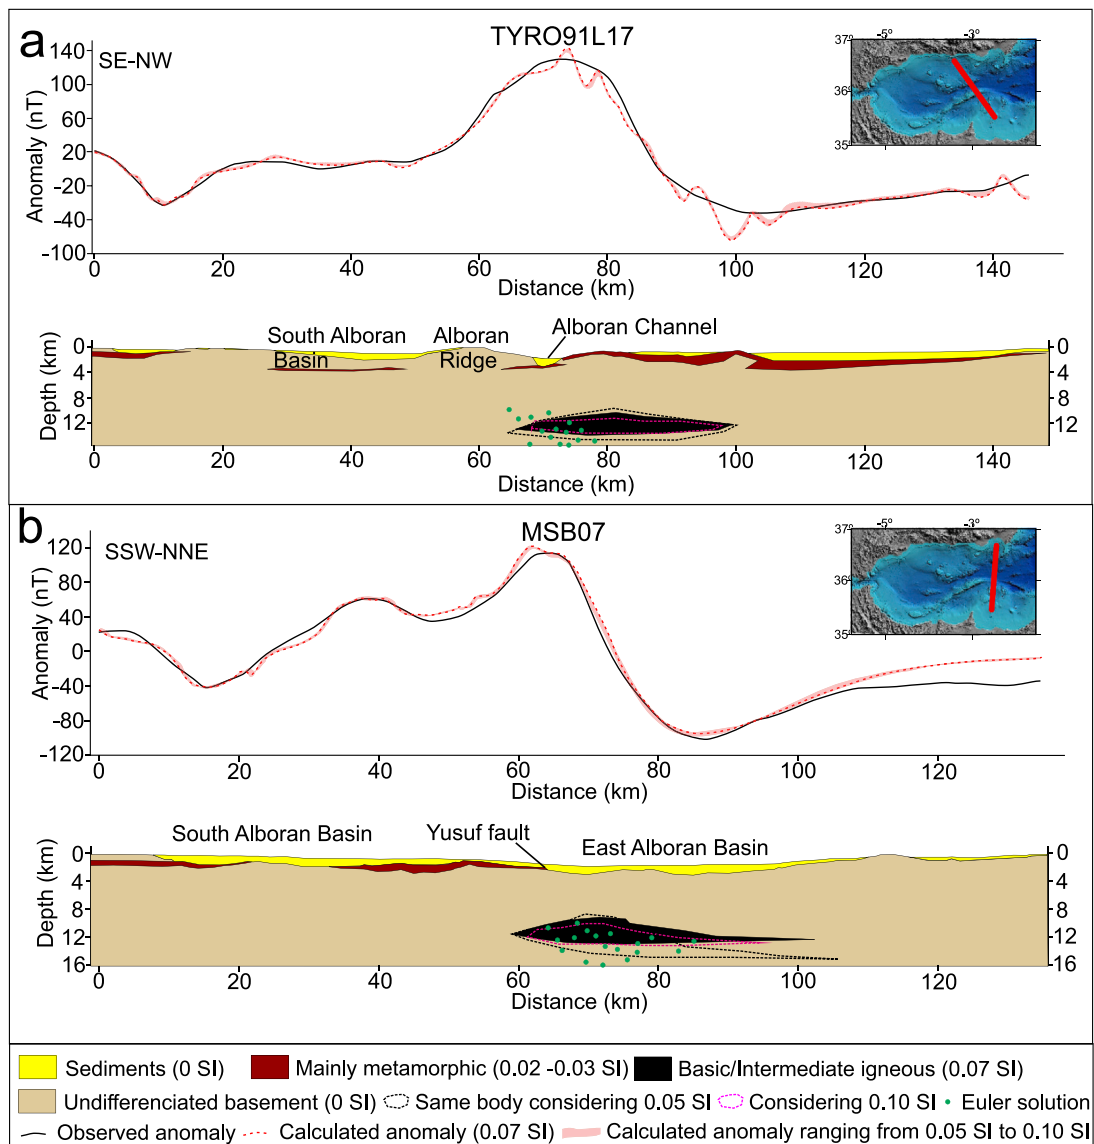 a
TYRO91L17
SE-NW
140
100
60
20
-20
-40
-100
Anomaly (nT)
0 20 40 60 80 100 120 140
Distance (km)
-5° -3°
37°
36°
35°
South Alboran Basin
Alboran Ridge
Alboran Channel
0
4
8
12
Depth (km)
0
4
8
12
0 20 40 60 80 100 120 140
Distance (km)
b
MSB07
SSW-NNE
120
80
40
0
-40
-80
-120
Anomaly (nT)
0 20 40 60 80 100 120
Distance (km)
-5° -3°
37°
36°
35°
South Alboran Basin
Yusuf fault
East Alboran Basin
0
4
8
12
16
Depth (km)
0
4
8
12
16
0 20 40 60 80 100 120
Distance (km)
Sediments (0 SI) Mainly metamorphic (0.02 -0.03 SI) Basic/Intermediate igneous (0.07 SI)
Undifferenciated basement (0 SI) Same body considering 0.05 SI Considering 0.10 SI Euler solution
Observed anomaly Calculated anomaly (0.07 SI) Calculated anomaly ranging from 0.05 SI to 0.10 SI